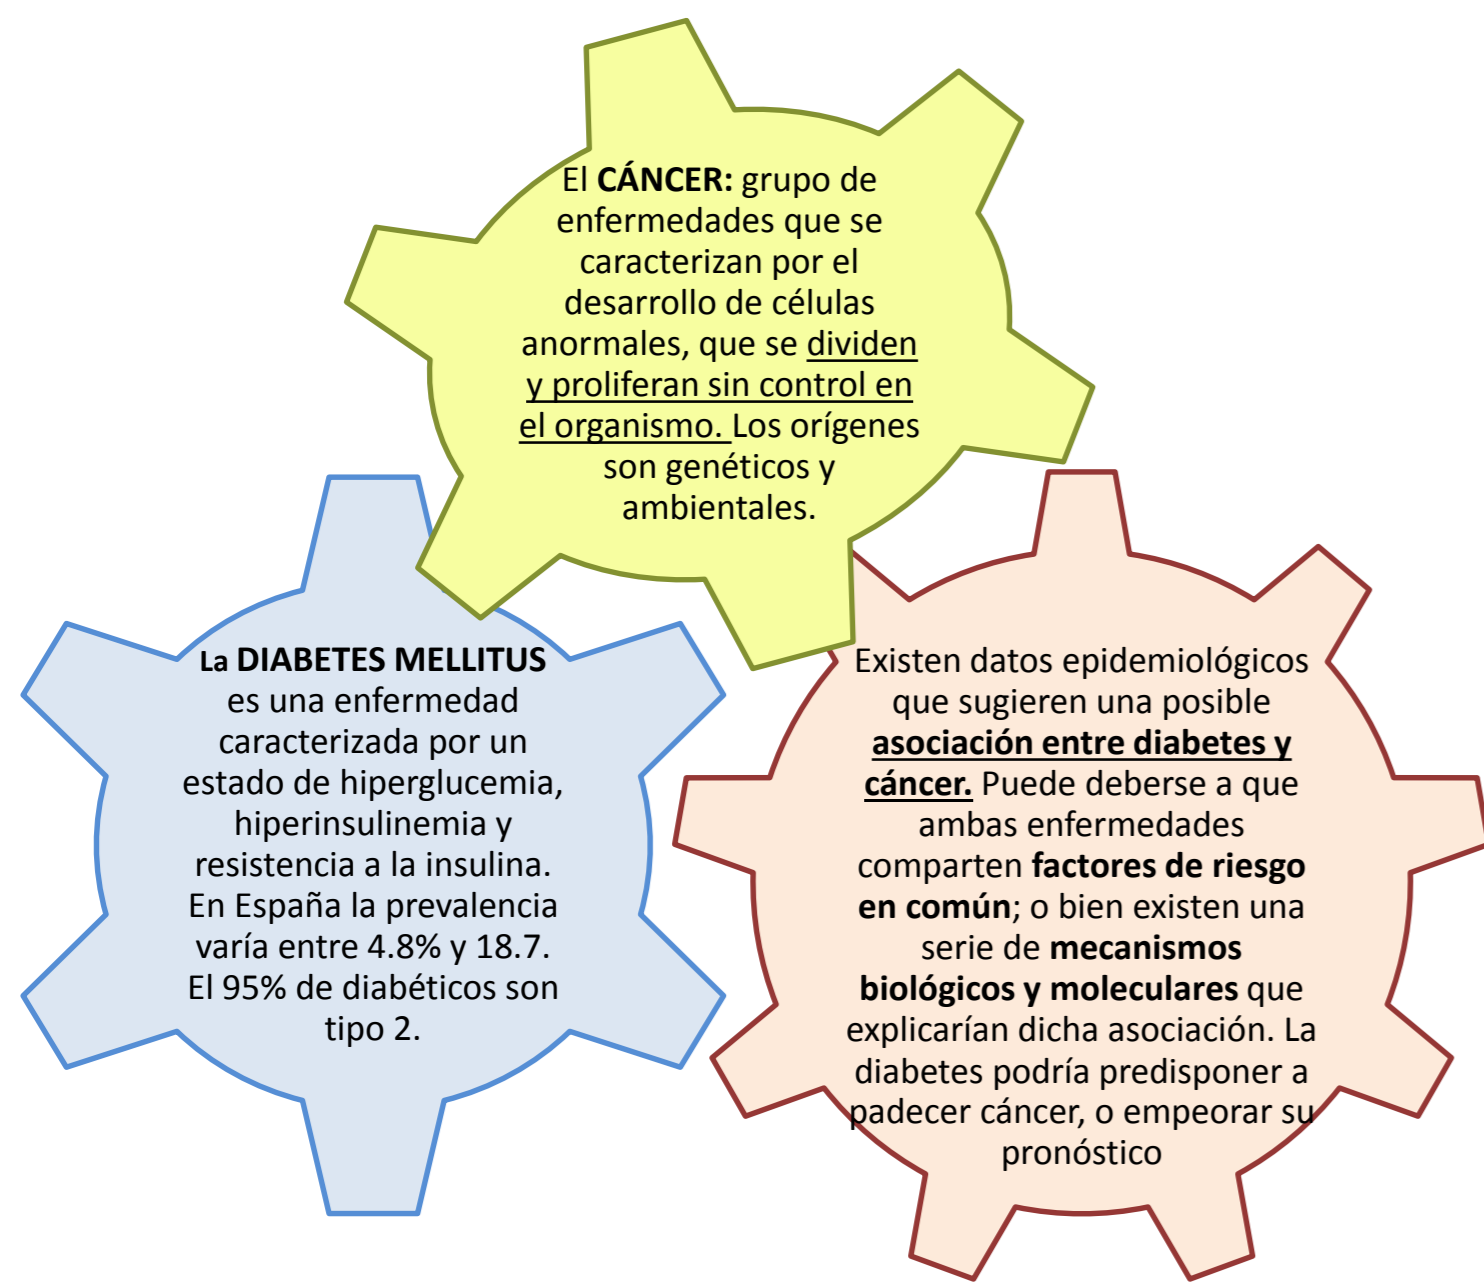 El CÁNCER: grupo de
enfermedades que se
caracterizan por el
desarrollo de células
anormales, que se dividen
y proliferan sin control en
el organismo. Los orígenes
son genéticos y
ambientales.
La DIABETES MELLITUS
es una enfermedad
caracterizada por un
estado de hiperglucemia,
hiperinsulinemia y
resistencia a la insulina.
En España la prevalencia
varía entre 4.8% y 18.7.
El 95% de diabéticos son
tipo 2.
Existen datos epidemiológicos
que sugieren una posible
asociación entre diabetes y
cáncer. Puede deberse a que
ambas enfermedades
comparten factores de riesgo
en común; o bien existen una
serie de mecanismos
biológicos y moleculares que
explicarían dicha asociación. La
diabetes podría predisponer a
padecer cáncer, o empeorar su
pronóstico